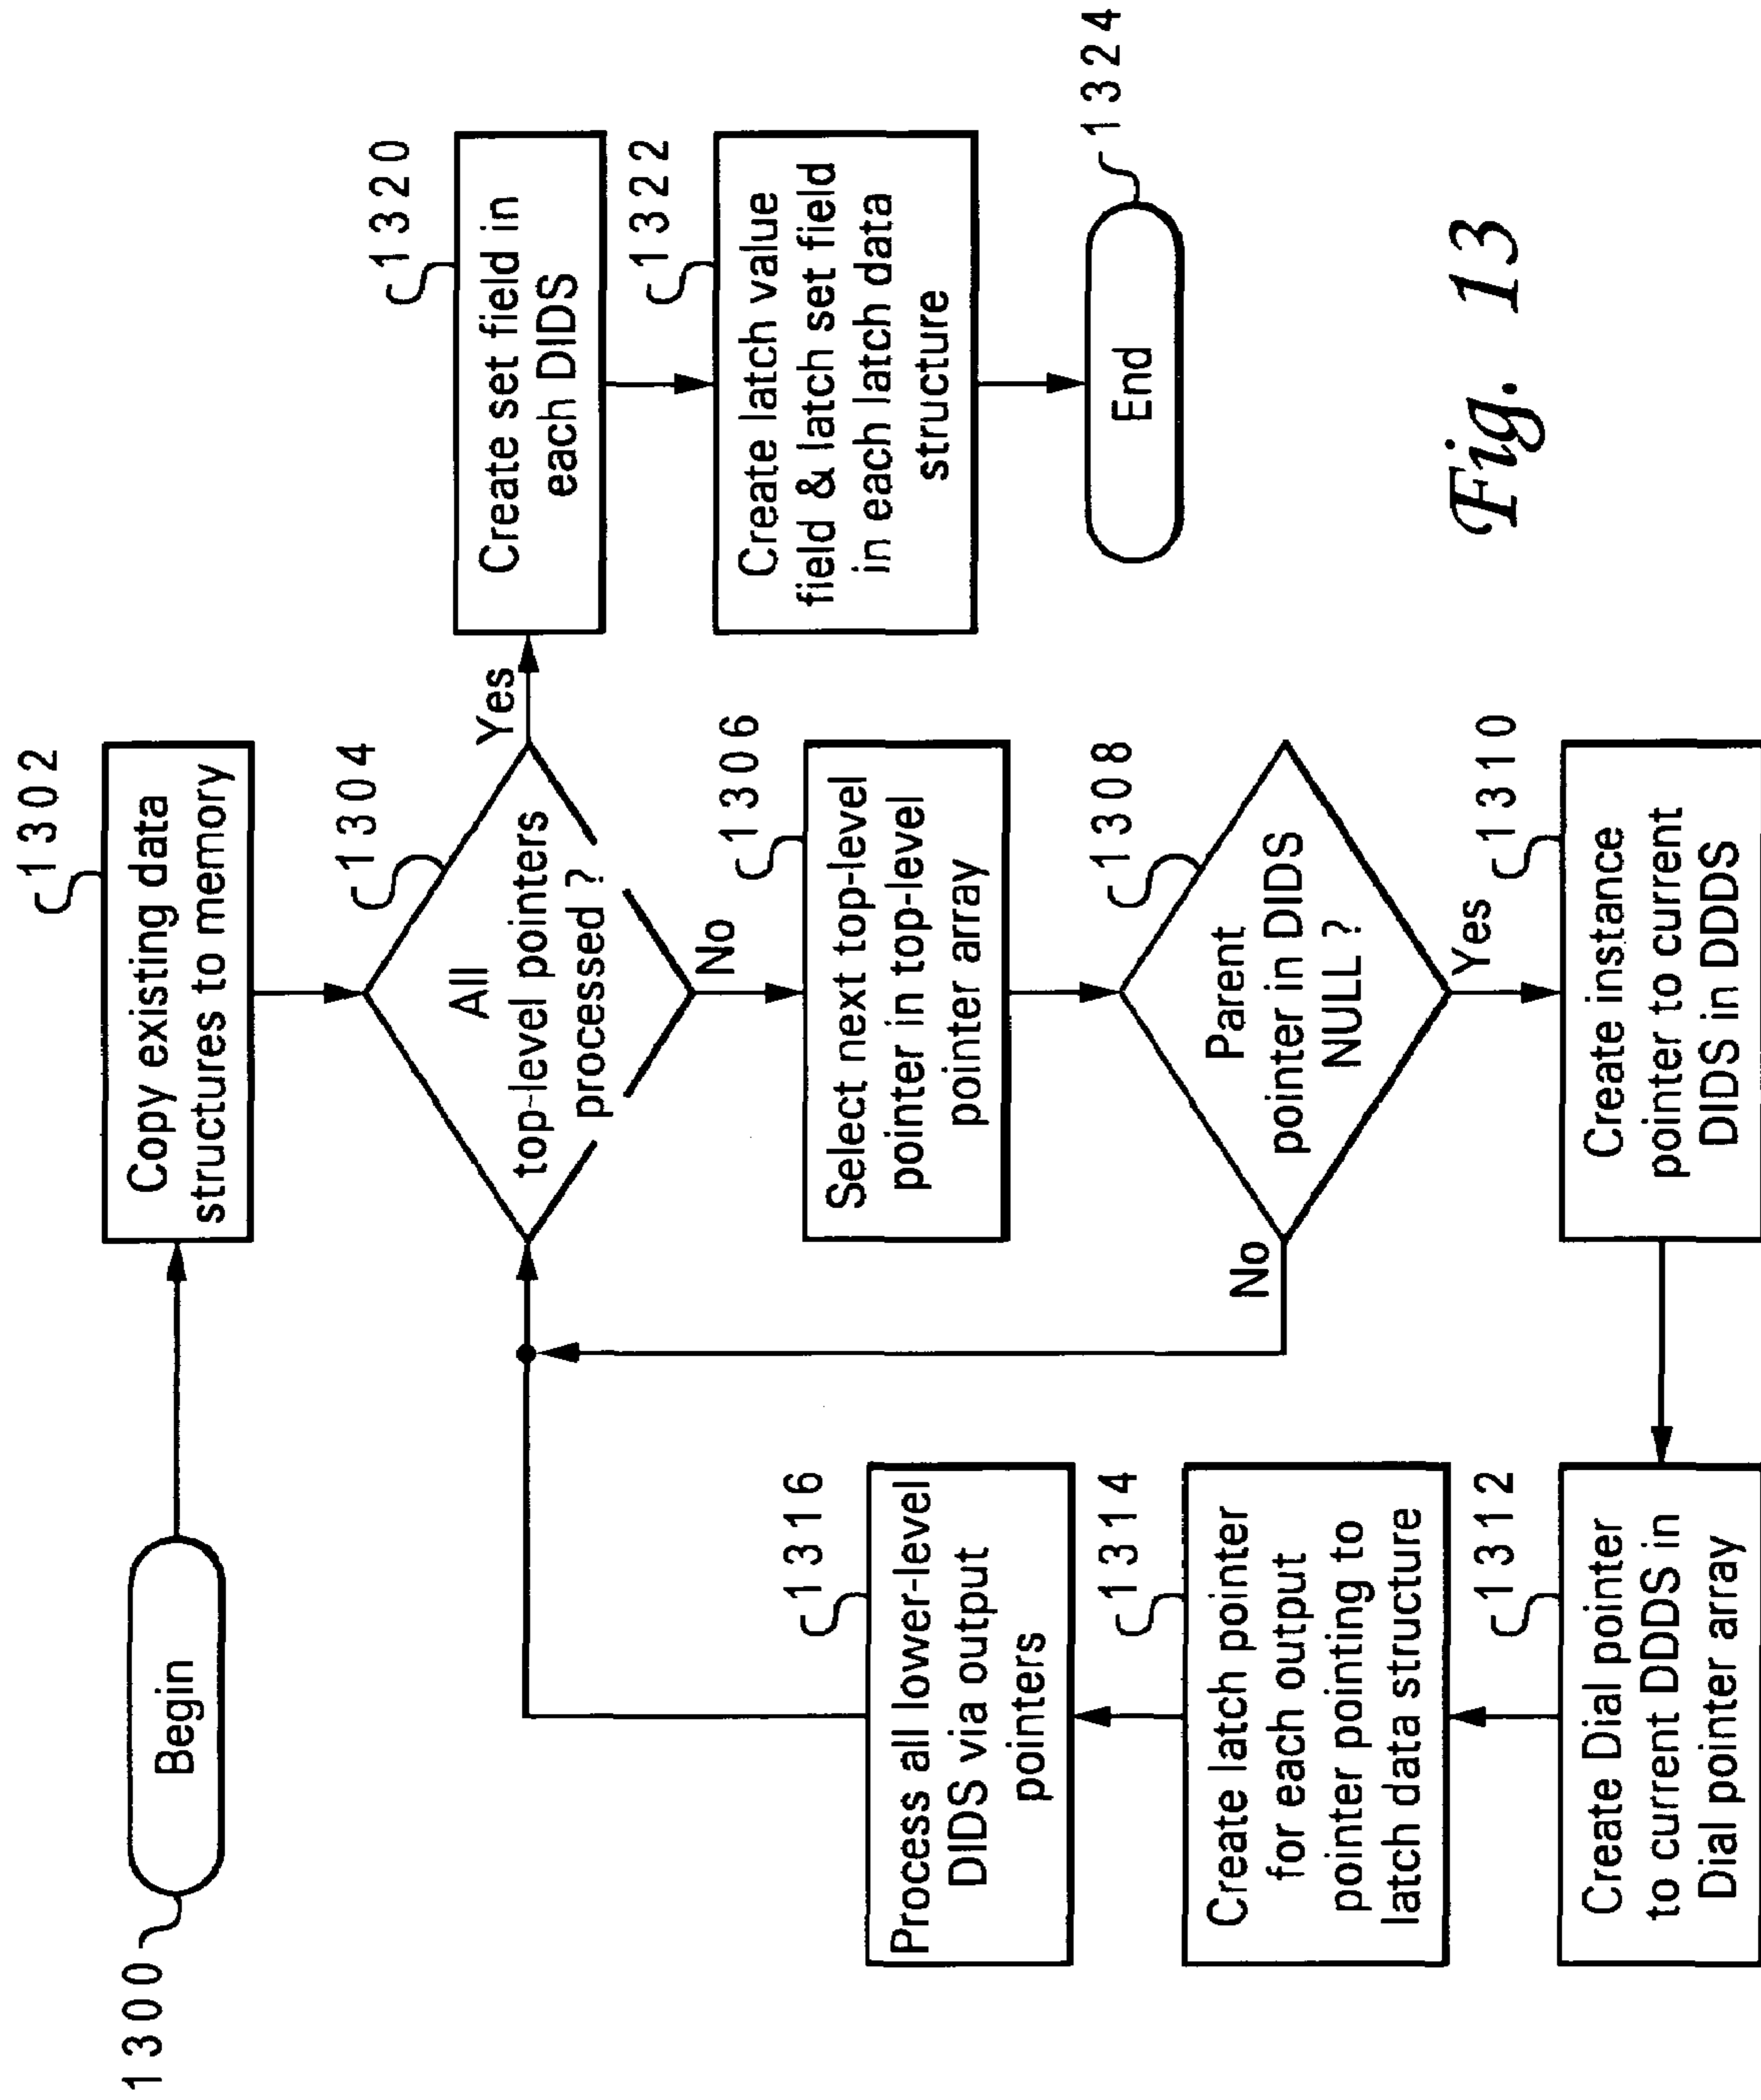 1300
Begin
1302
Copy existing data
structures to memory
1304
All
top-level pointers
processed ?
Yes
No
1320
Create set field in
each DIDS
1322
Create latch value
field & latch set field
in each latch data
structure
End
1324
1306
Select next top-level
pointer in top-level
pointer array
1308
Parent
pointer in DIDS
NULL ?
No
Yes
1310
Create instance
pointer to current
DIDS in DDDS
1312
Create Dial pointer
to current DDDS in
Dial pointer array
1314
Create latch pointer
for each output
pointer pointing to
latch data structure
1316
Process all lower-level
DIDS via output
pointers
Fig. 13